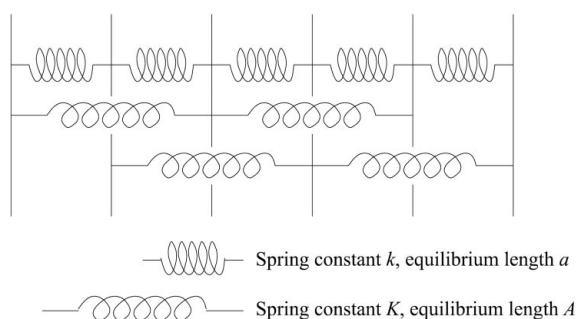 Spring constant k, equilibrium length a
Spring constant K, equilibrium length A